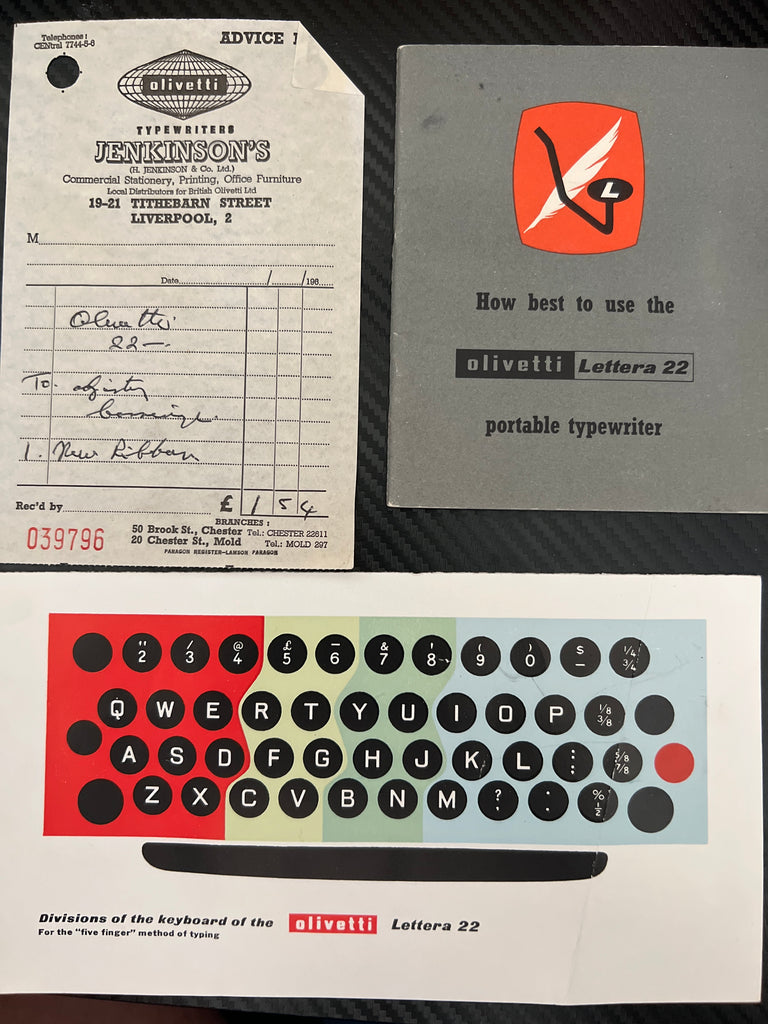 Telephones:
CENtral 7744-5-6
ADVICE
olivetti
TYPEWRITERS
JENKINSON'S
(H. JENKINSON & Co. Ltd.)
Commercial Stationery, Printing, Office Furniture
Local Distributors for British Olivetti Ltd
19-21 TITHEBARN STREET
LIVERPOOL, 2
M
Date / /196
Olivetti
22—.
To.
1. New Ribbon
Rec'd by £ 1 5 4
BRANCHES:
039796
50 Brook St., Chester Tel.: CHESTER 22611
20 Chester St., Mold Tel.: MOLD 297
PARAGON REGISTER-LAMSON PARAGON
L
How best to use the
olivetti Lettera 22
portable typewriter
" / @ £ – & ' ( ) S 1/4
2 3 4 5 6 7 8 9 0 – 3/4
Q W E R T Y U I O P 1/8 3/8
A S D F G H J K L ; : 5/8 7/8
Z X C V B N M ? , : . % 1/2
Divisions of the keyboard of the olivetti Lettera 22
For the "five finger" method of typing